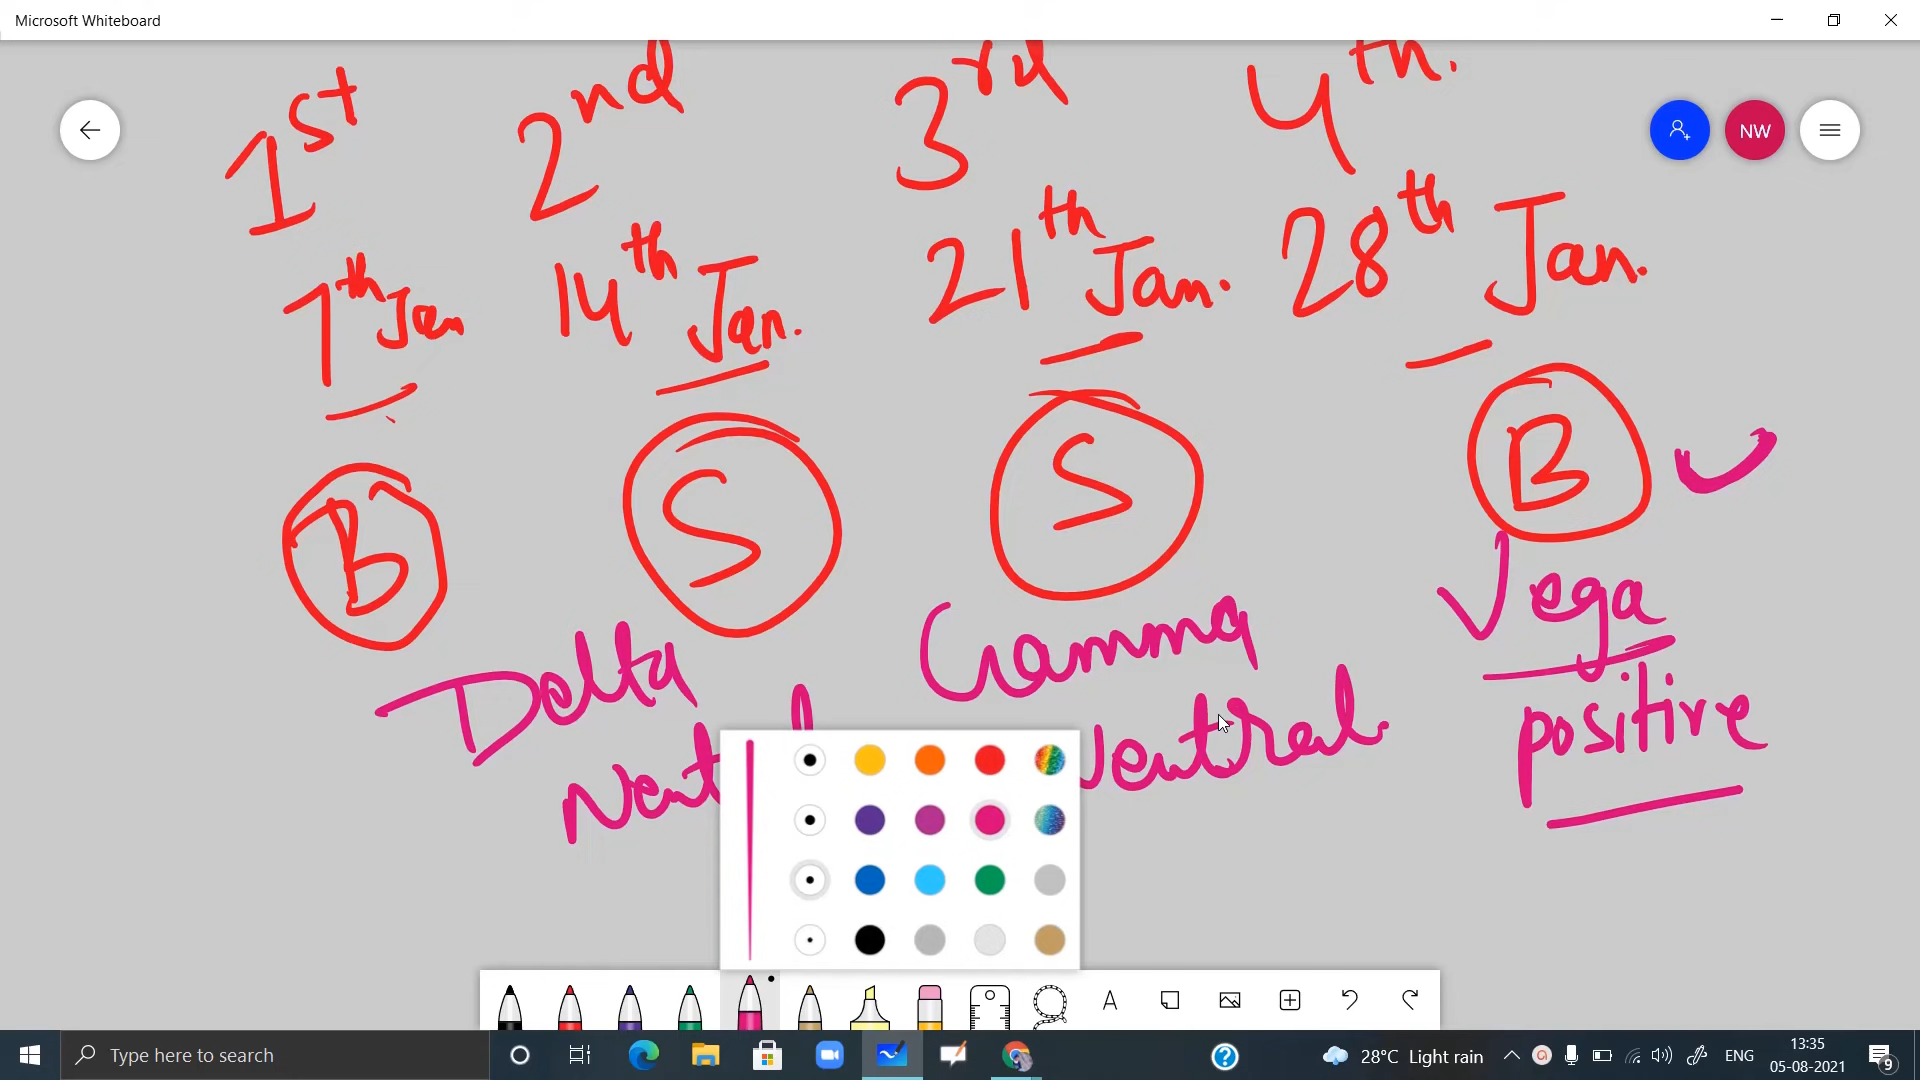 Microsoft Whiteboard
1st 2nd 3rd 4th.
7th Jan 14th Jan. 21th Jan. 28th Jan.
NW
B S S B
Delta Gamma Vega
Neutral. positive
A
Type here to search
28°C Light rain
ENG
13:35
05-08-2021
9